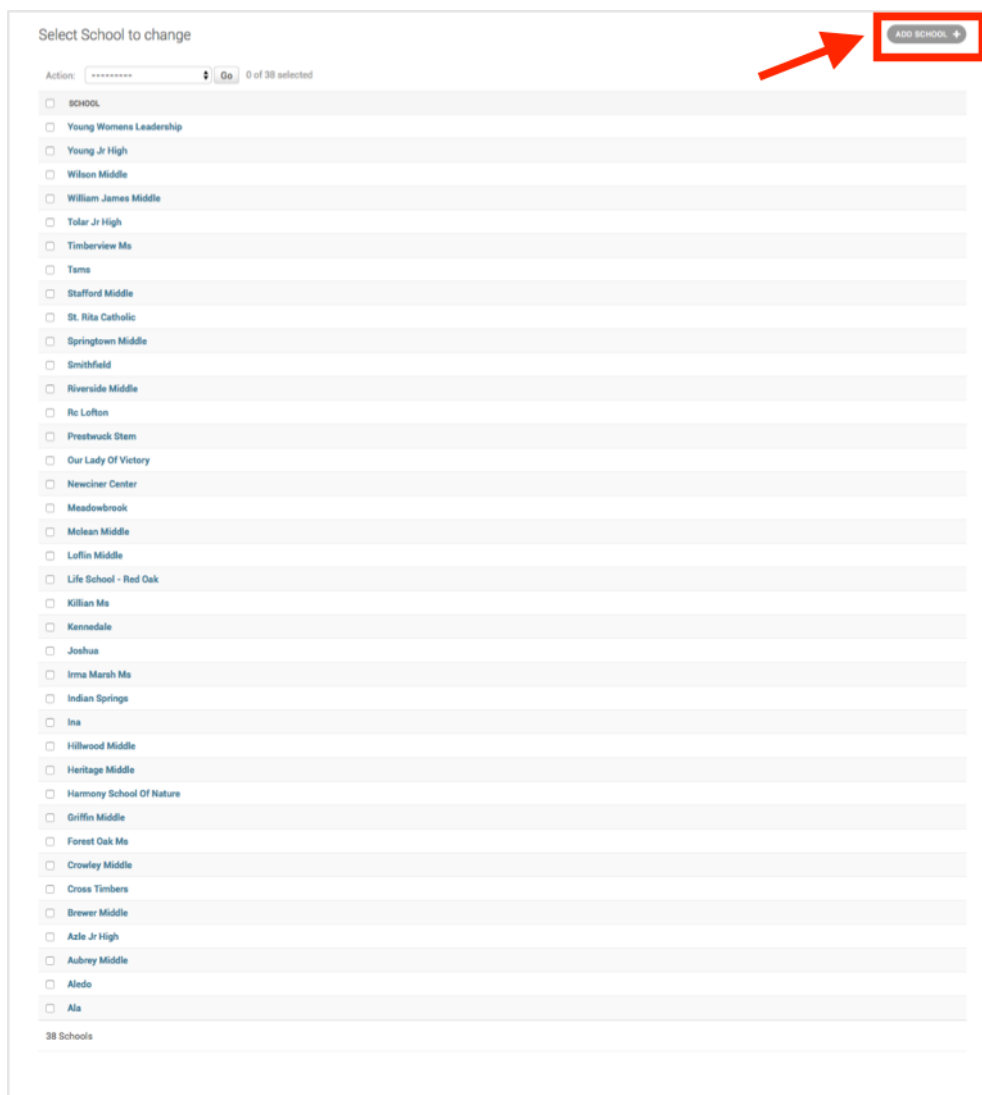 Select School to change
ADD SCHOOL +
Action: --------- Go 0 of 38 selected
SCHOOL
Young Womens Leadership
Young Jr High
Wilson Middle
William James Middle
Tolar Jr High
Timberview Ms
Tams
Stafford Middle
St. Rita Catholic
Springtown Middle
Smithfield
Riverside Middle
Rc Lofton
Prestwuck Stem
Our Lady Of Victory
Newciner Center
Meadowbrook
Mclean Middle
Loflin Middle
Life School - Red Oak
Killian Ms
Kennedale
Joshua
Irma Marsh Ms
Indian Springs
Ina
Hillwood Middle
Heritage Middle
Harmony School Of Nature
Griffin Middle
Forest Oak Ms
Crowley Middle
Cross Timbers
Brewer Middle
Azle Jr High
Aubrey Middle
Aledo
Ala
38 Schools